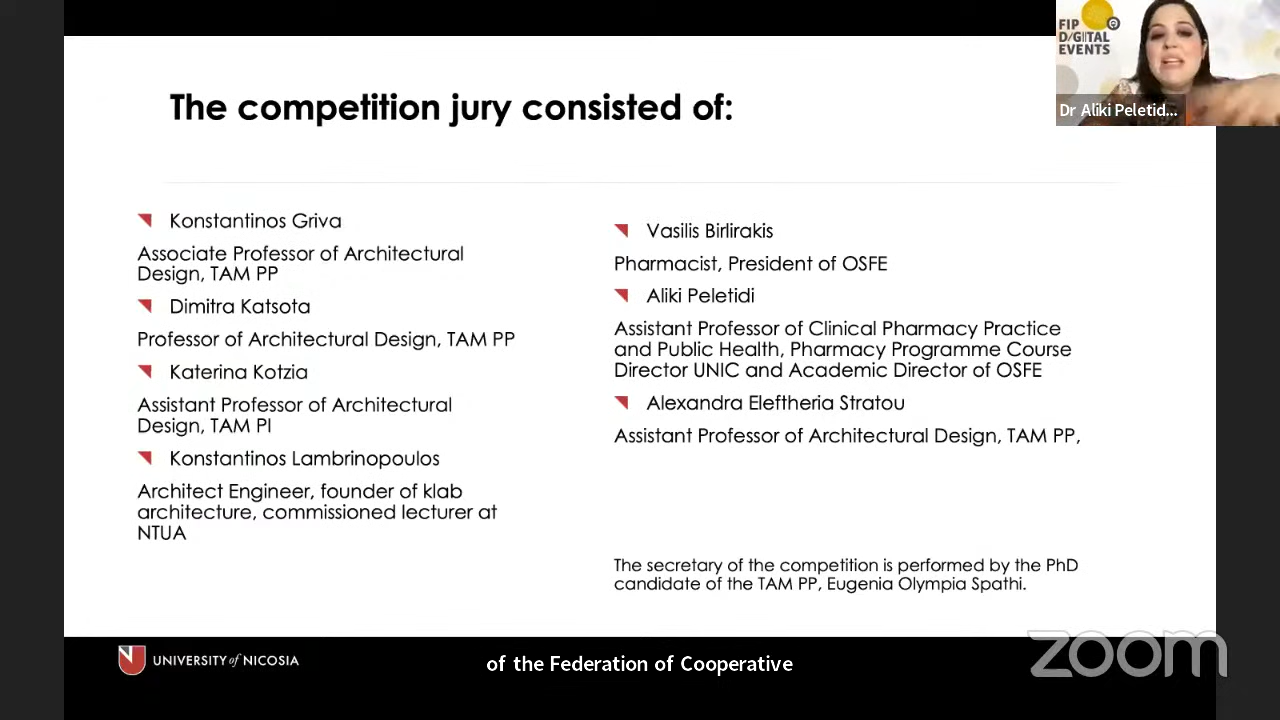 The competition jury consisted of:
FIP
D/GITAL
EVENTS
Dr Aliki Peletid...
Konstantinos Griva
Associate Professor of Architectural
Design, TAM PP
Dimitra Katsota
Professor of Architectural Design, TAM PP
Katerina Kotzia
Assistant Professor of Architectural
Design, TAM PI
Konstantinos Lambrinopoulos
Architect Engineer, founder of klab
architecture, commissioned lecturer at
NTUA
Vasilis Birlirakis
Pharmacist, President of OSFE
Aliki Peletidi
Assistant Professor of Clinical Pharmacy Practice
and Public Health, Pharmacy Programme Course
Director UNIC and Academic Director of OSFE
Alexandra Eleftheria Stratou
Assistant Professor of Architectural Design, TAM PP,
The secretary of the competition is performed by the PhD
candidate of the TAM PP, Eugenia Olympia Spathi.
UNIVERSITY of NICOSIA
of the Federation of Cooperative
zoom